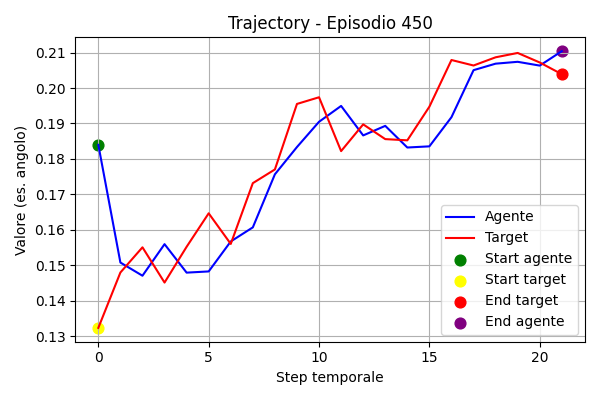 Trajectory - Episodio 450
Valore (es. angolo)
0.21
0.20
0.19
0.18
0.17
0.16
0.15
0.14
0.13
0
5
10
15
20
Step temporale
Agente
Target
Start agente
Start target
End target
End agente